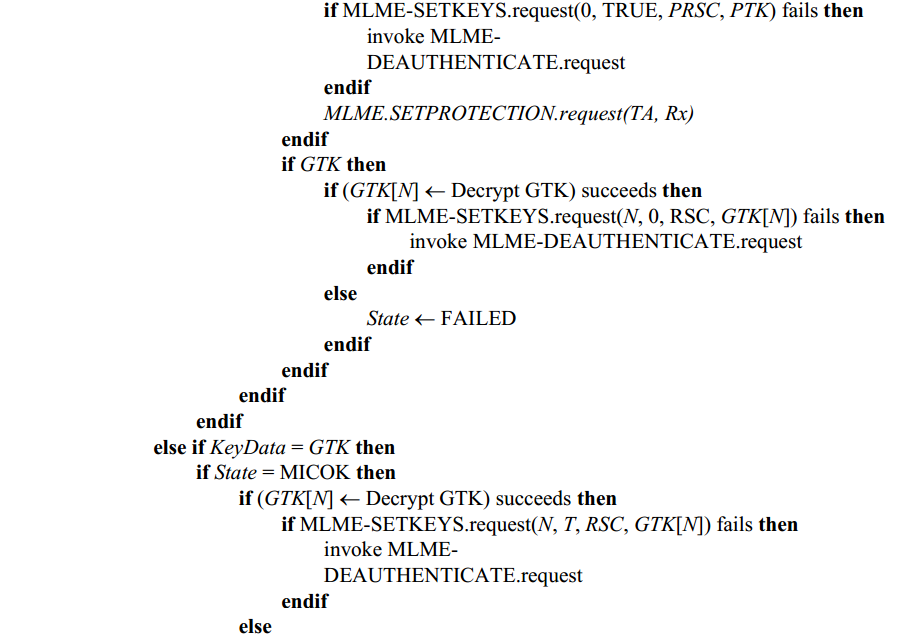 if MLME-SETKEYS.request(0, TRUE, PRSC, PTK) fails then
invoke MLME-
DEAUTHENTICATE.request
endif
MLME.SETPROTECTION.request(TA, Rx)
endif
if GTK then
if (GTK[N] ← Decrypt GTK) succeeds then
if MLME-SETKEYS.request(N, 0, RSC, GTK[N]) fails then
invoke MLME-DEAUTHENTICATE.request
endif
else
State ← FAILED
endif
endif
endif
endif
else if KeyData = GTK then
if State = MICOK then
if (GTK[N] ← Decrypt GTK) succeeds then
if MLME-SETKEYS.request(N, T, RSC, GTK[N]) fails then
invoke MLME-
DEAUTHENTICATE.request
endif
else